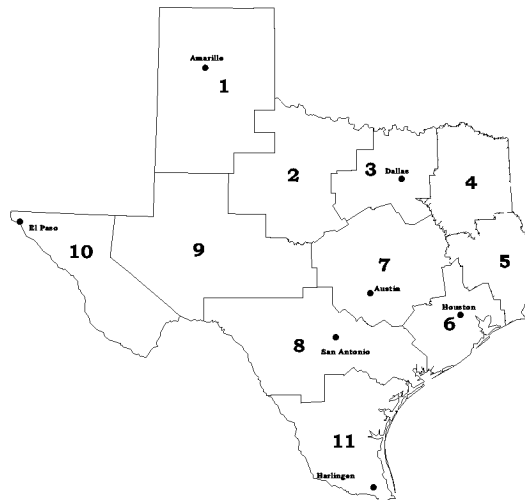 Amarillo
1
2
3
Dallas
4
El Paso
10
9
7
5
Austin
Houston
6
8
San Antonio
11
Harlingen